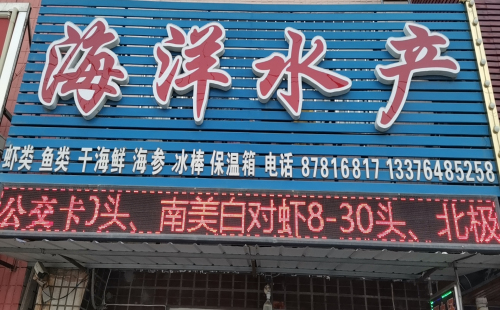 海洋水产
虾类 鱼类 干海鲜 海参 冰棒 保温箱 电话 87816817 13376485258
头、南美白对虾8-30头、北极